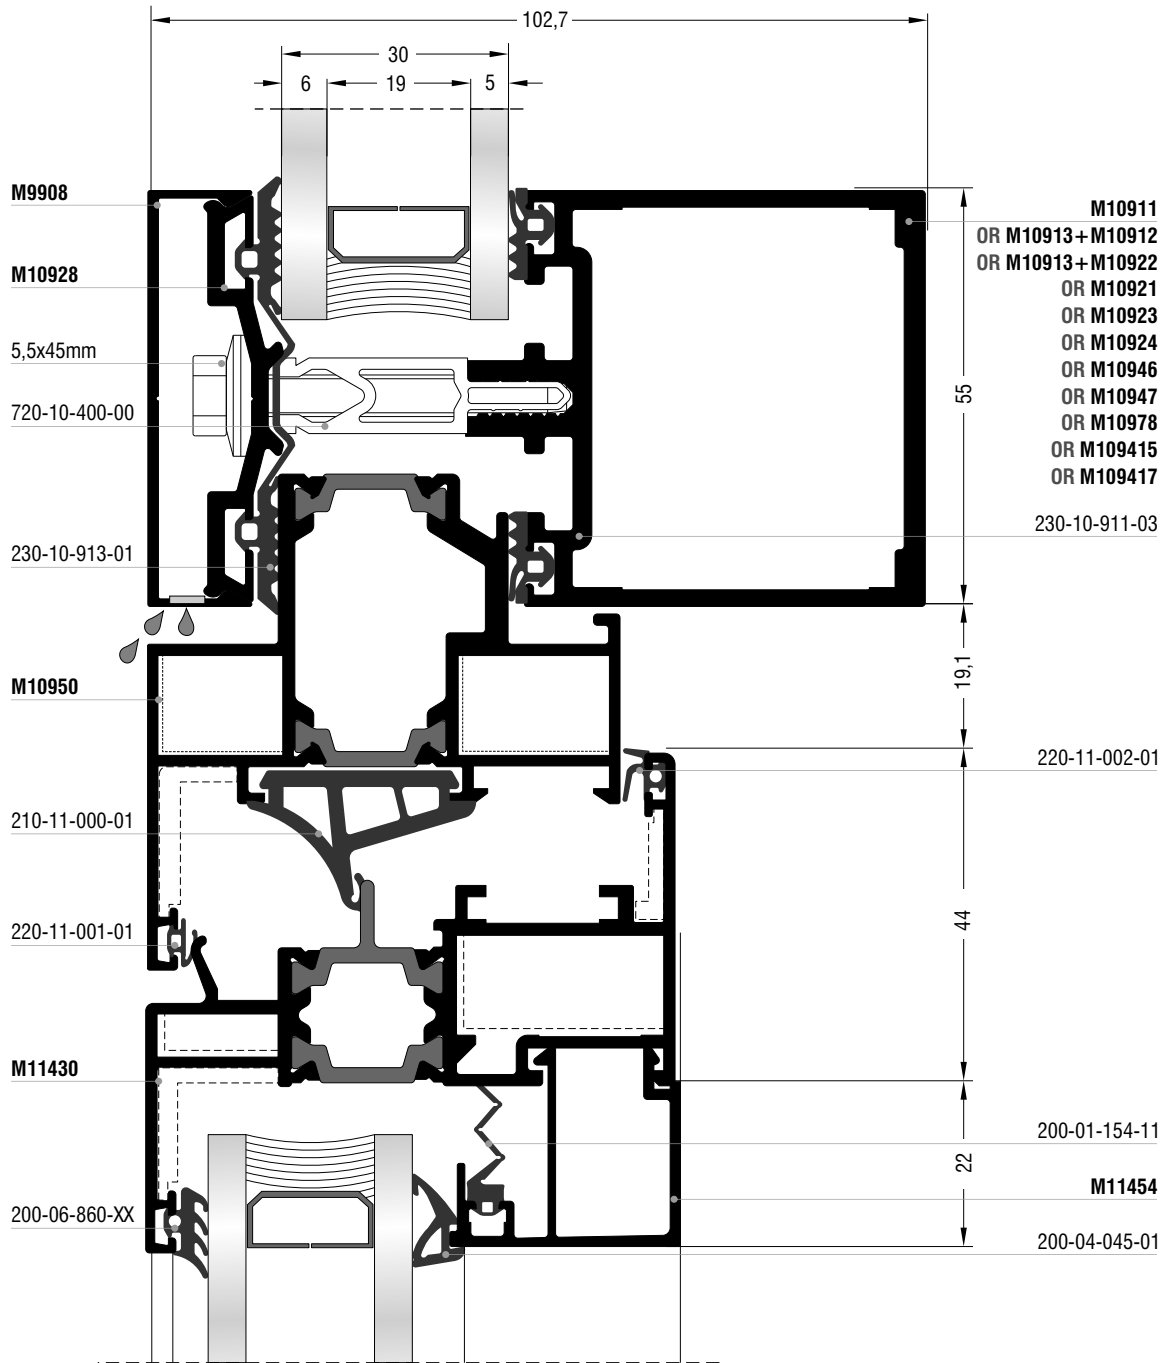 102,7
30
6
19
5
M9908
M10928
5,5x45mm
720-10-400-00
230-10-913-01
M10950
210-11-000-01
220-11-001-01
M11430
200-06-860-XX
M10911
OR M10913+M10912
OR M10913+M10922
OR M10921
OR M10923
OR M10924
OR M10946
OR M10947
OR M10978
OR M109415
OR M109417
230-10-911-03
55
19,1
220-11-002-01
44
200-01-154-11
22
M11454
200-04-045-01